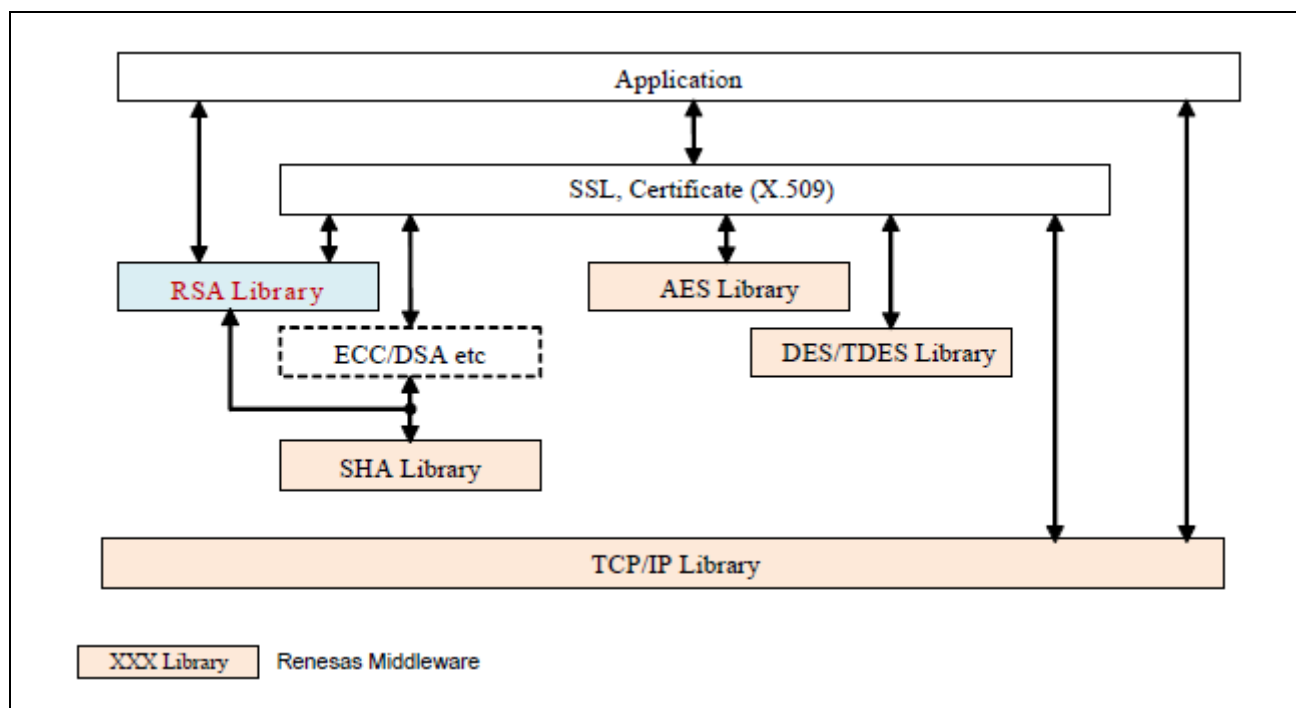 Application
SSL, Certificate (X.509)
RSA Library
AES Library
ECC/DSA etc
DES/TDES Library
SHA Library
TCP/IP Library
XXX Library Renesas Middleware